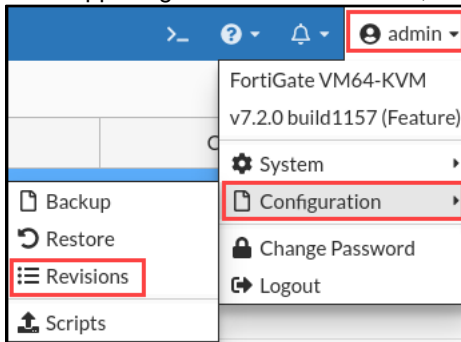 >_
admin
FortiGate VM64-KVM
v7.2.0 build1157 (Feature)
System
Configuration
Change Password
Logout
Backup
Restore
Revisions
Scripts